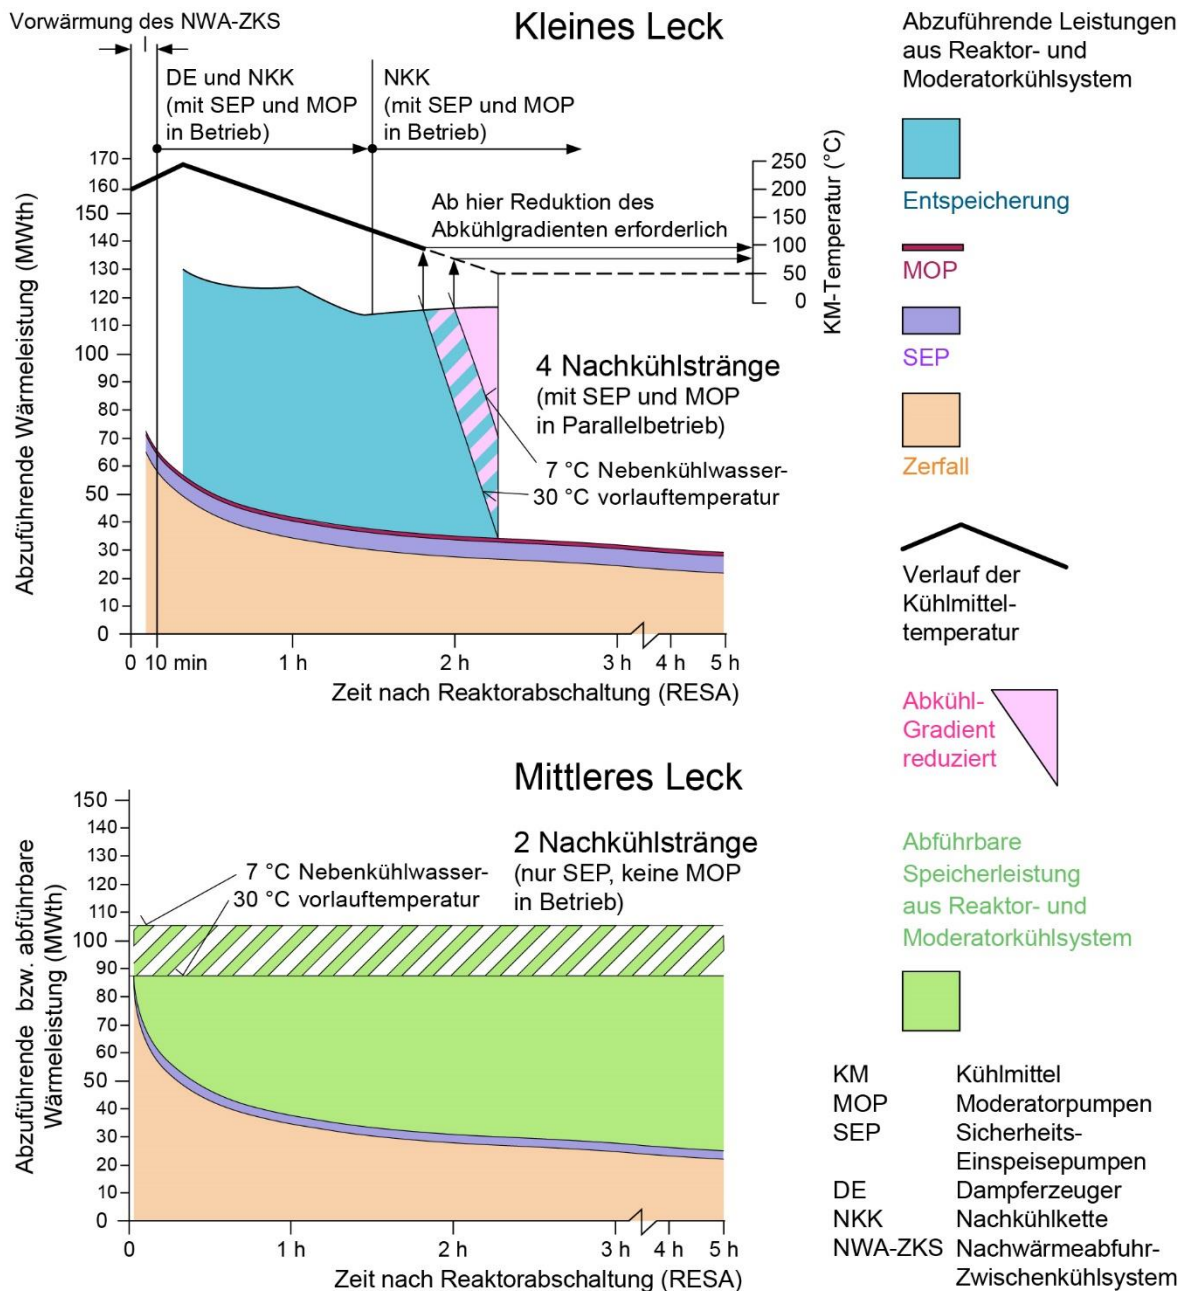 Vorwärmung des NWA-ZKS
Kleines Leck
DE und NKK
(mit SEP und MOP
in Betrieb)
NKK
(mit SEP und MOP
in Betrieb)
Abzuführende Wärmeleistung (MWth)
170
160
150
140
130
120
110
100
90
80
70
60
50
40
30
20
10
0
Ab hier Reduktion des
Abkühlgradienten erforderlich
250
200
150
100
50
0
KM-Temperatur (°C)
4 Nachkühlstränge
(mit SEP und MOP
in Parallelbetrieb)
7 °C Nebenkühlwasser-
30 °C vorlauftemperatur
0 10 min 1 h 2 h 3 h 4 h 5 h
Zeit nach Reaktorabschaltung (RESA)
Mittleres Leck
2 Nachkühlstränge
(nur SEP, keine MOP
in Betrieb)
7 °C Nebenkühlwasser-
30 °C vorlauftemperatur
Abzuführende bzw. abführbare
Wärmeleistung (MWth)
150
140
130
120
110
100
90
80
70
60
50
40
30
20
10
0
0 1 h 2 h 3 h 4 h 5 h
Zeit nach Reaktorabschaltung (RESA)
Abzuführende Leistungen
aus Reaktor- und
Moderatorkühlsystem
Entspeicherung
MOP
SEP
Zerfall
Verlauf der
Kühlmittel-
temperatur
Abkühl-
Gradient
reduziert
Abführbare
Speicherleistung
aus Reaktor- und
Moderatorkühlsystem
KM Kühlmittel
MOP Moderatorpumpen
SEP Sicherheits-
Einspeisepumpen
DE Dampferzeuger
NKK Nachkühlkette
NWA-ZKS Nachwärmeabfuhr-
Zwischenkühlsystem